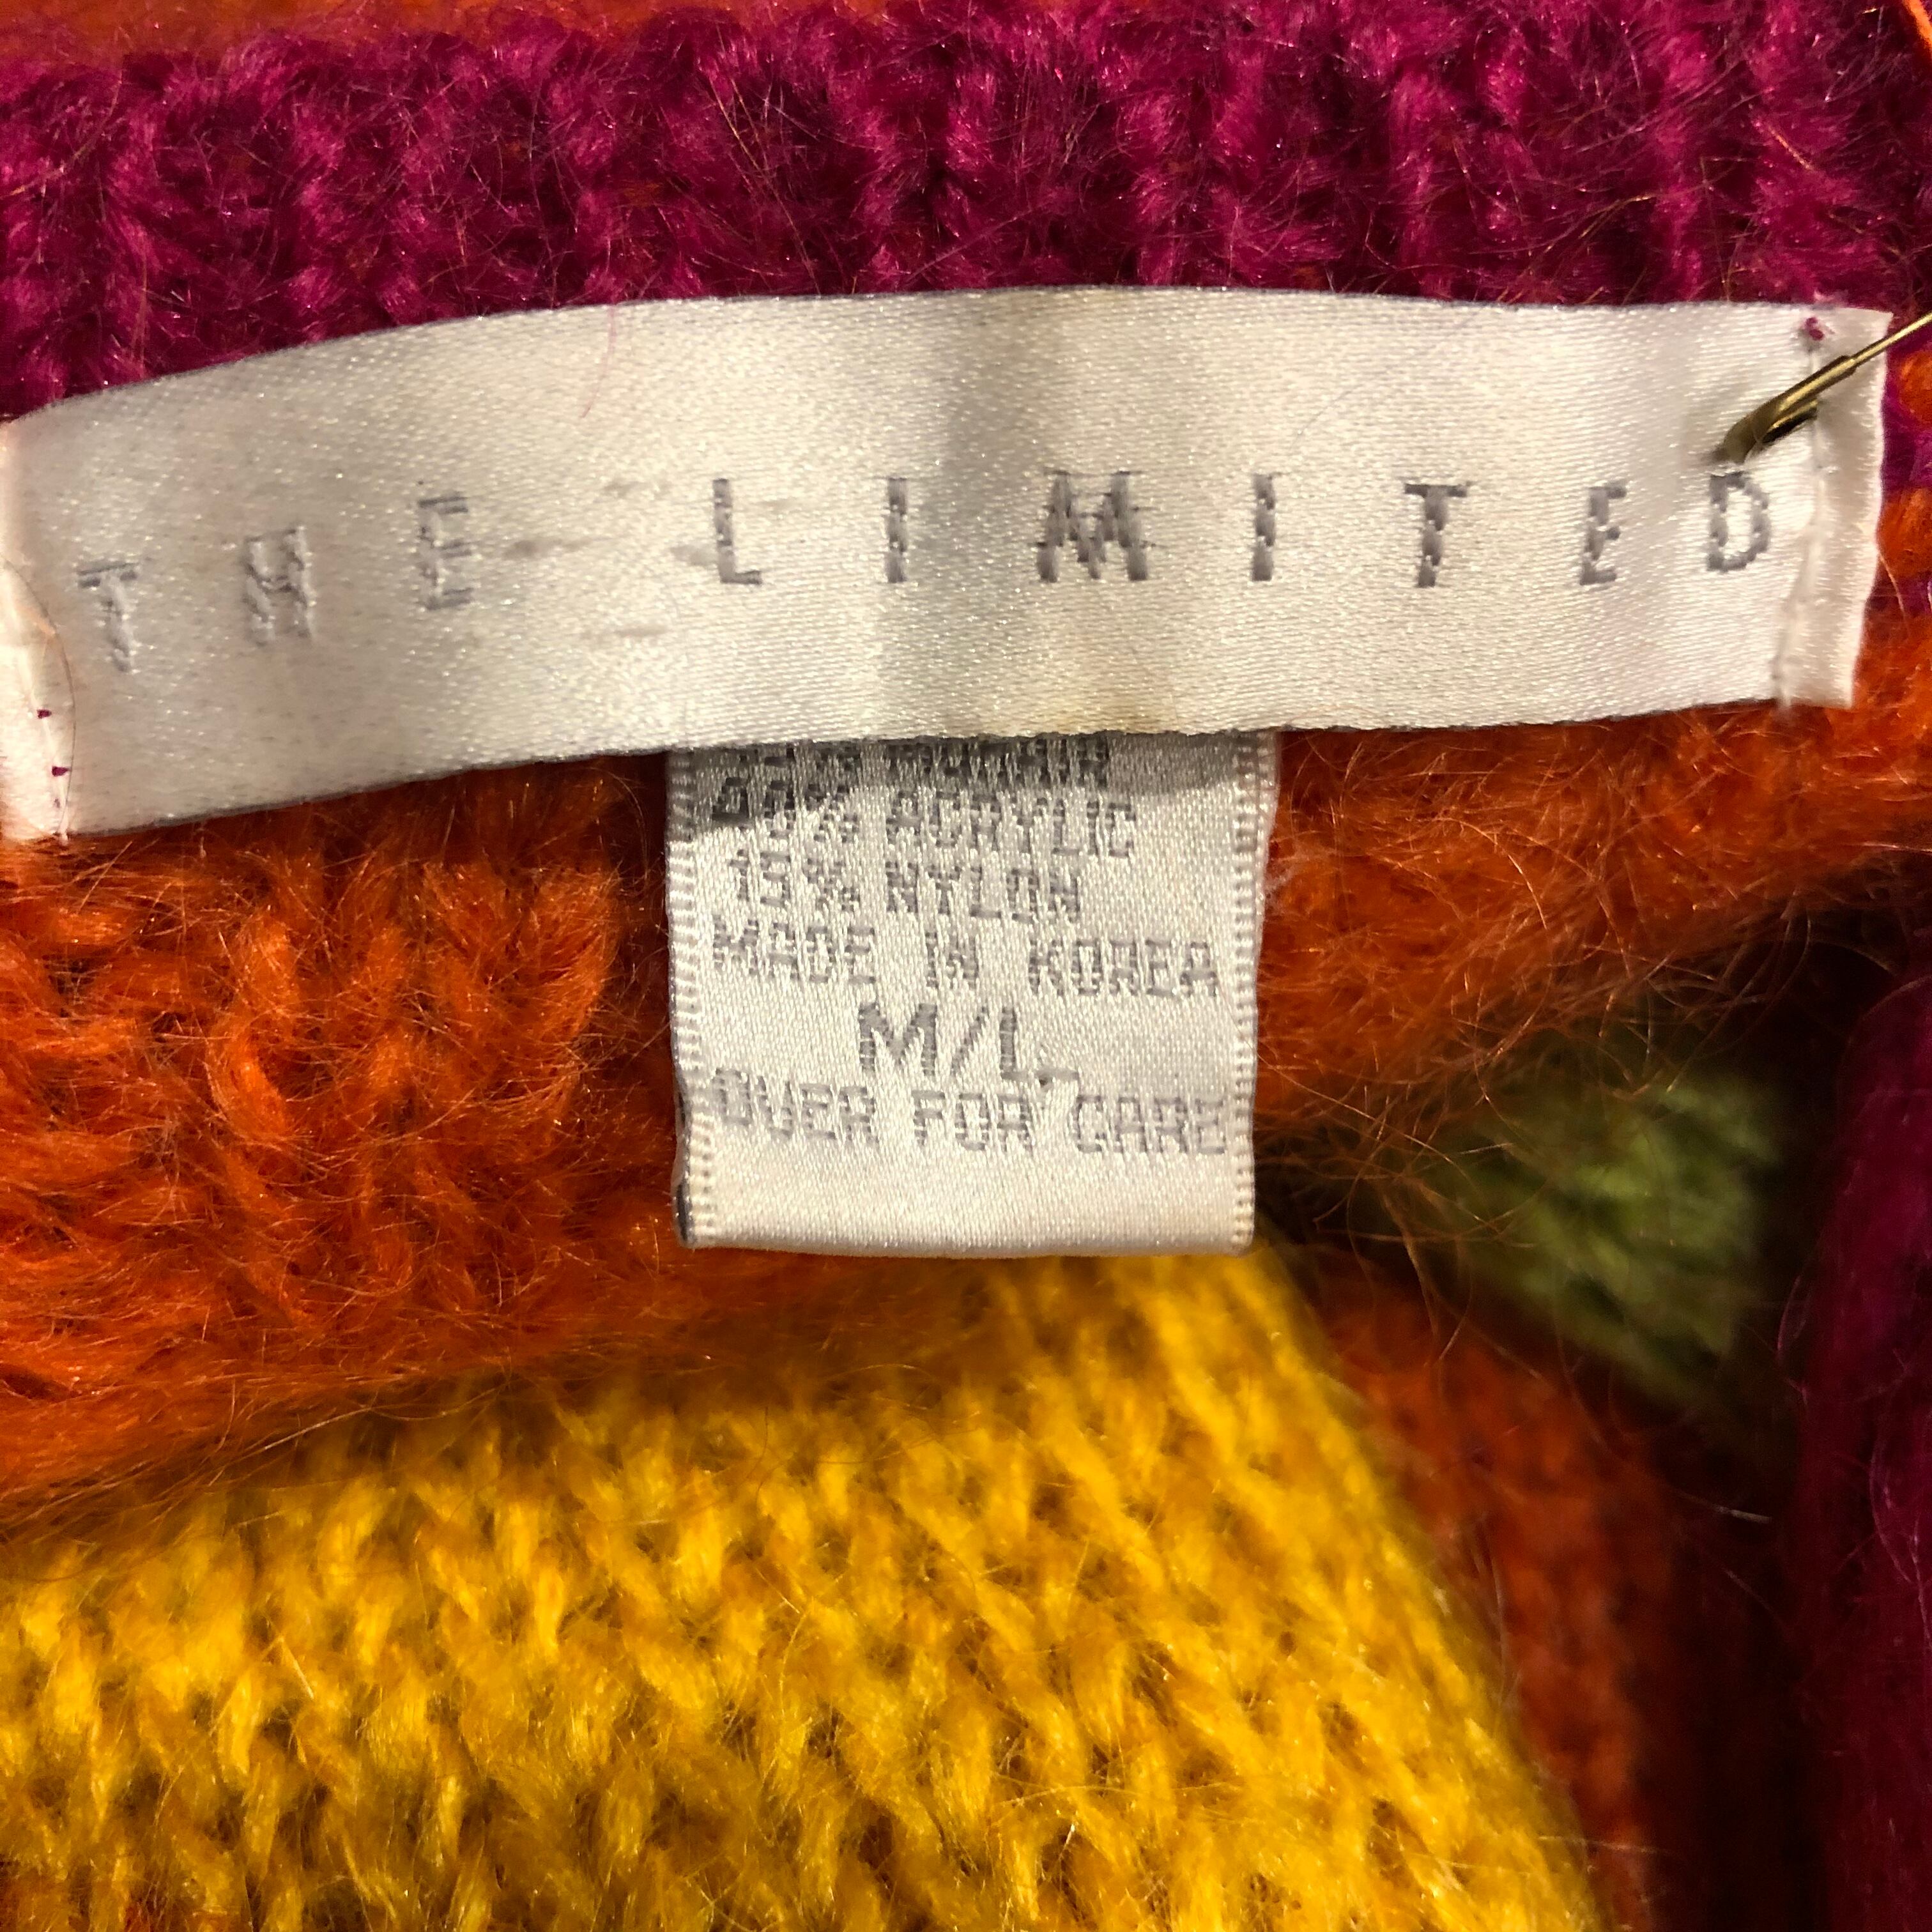 THE LIMITED
ACRYLIC
15% NYLON
MADE IN KOREA
M/L
OVER FOR CARE